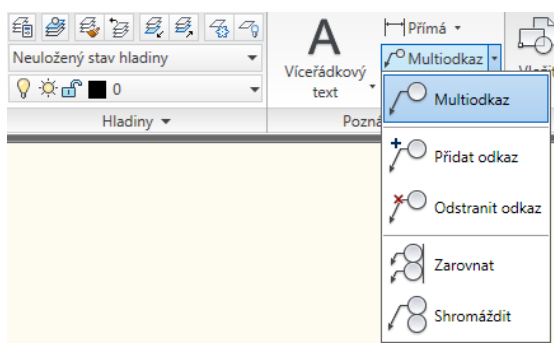 Neuložený stav hladiny
0
Hladiny
A
Víceřádkový
text
Přímá
Multiodkaz
Multiodkaz
Přidat odkaz
Odstranit odkaz
Zarovnat
Shromáždit